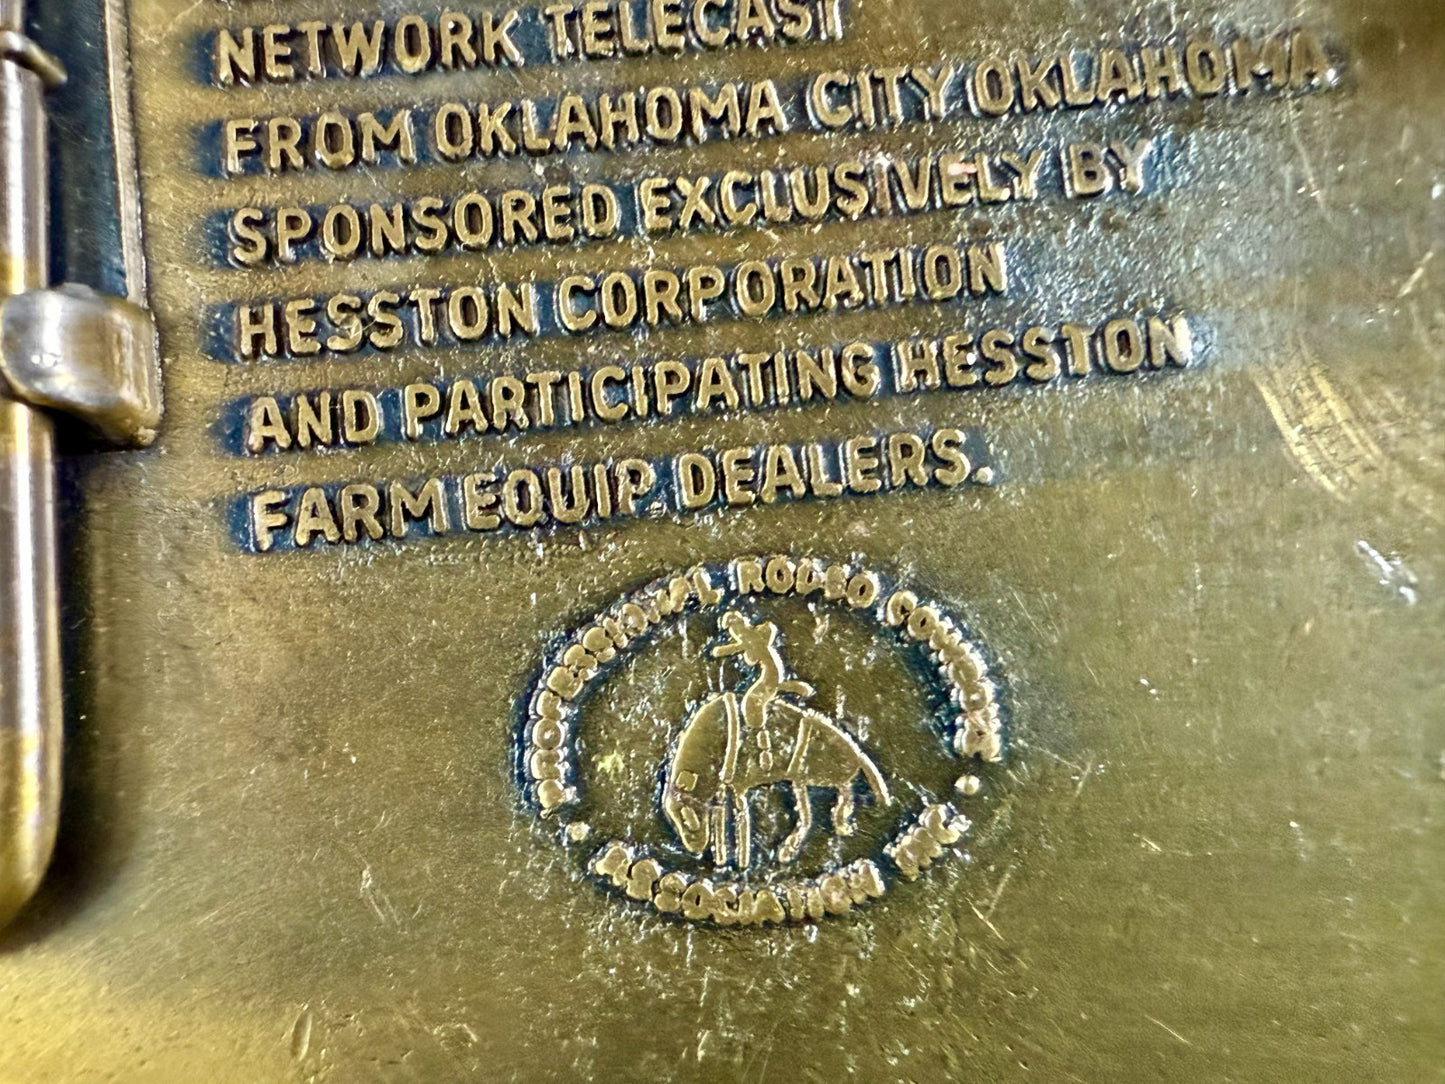 NETWORK TELECAST
FROM OKLAHOMA CITY OKLAHOMA
SPONSORED EXCLUSIVELY BY
HESSTON CORPORATION
AND PARTICIPATING HESSTON
FARM EQUIP. DEALERS.
PROFESSIONAL RODEO COWBOY
ASSOCIATION INC.